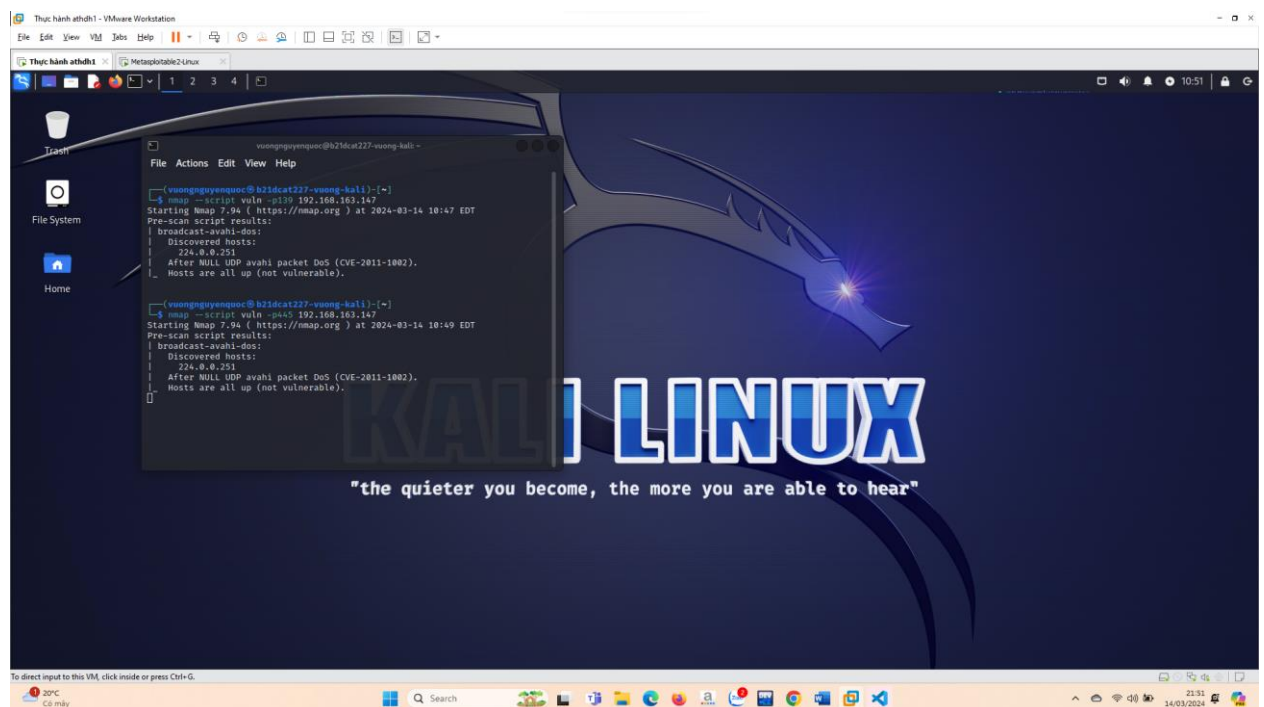 Thực hành athdh1 - VMware Workstation
File Edit View VM Tabs Help
Thực hành athdh1
Metasploitable2-Linux
1 2 3 4
10:51
Trash
File System
Home
vuongnguyenquoc@b21dcat227-vuong-kali: ~
File Actions Edit View Help
┌──(vuongnguyenquoc㉿b21dcat227-vuong-kali)-[~]
└─$ nmap --script vuln -p139 192.168.163.147
Starting Nmap 7.94 ( https://nmap.org ) at 2024-03-14 10:47 EDT
Pre-scan script results:
| broadcast-avahi-dos:
|   Discovered hosts:
|     224.0.0.251
|   After NULL UDP avahi packet DoS (CVE-2011-1002).
|_  Hosts are all up (not vulnerable).
┌──(vuongnguyenquoc㉿b21dcat227-vuong-kali)-[~]
└─$ nmap --script vuln -p445 192.168.163.147
Starting Nmap 7.94 ( https://nmap.org ) at 2024-03-14 10:49 EDT
Pre-scan script results:
| broadcast-avahi-dos:
|   Discovered hosts:
|     224.0.0.251
|   After NULL UDP avahi packet DoS (CVE-2011-1002).
|_  Hosts are all up (not vulnerable).
KALI LINUX
"the quieter you become, the more you are able to hear"
To direct input to this VM, click inside or press Ctrl+G.
1
20°C
Có mây
Search
2
21:51
14/03/2024